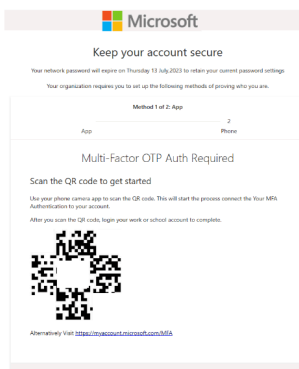 Microsoft
Keep your account secure
Your network password will expire on Thursday 13 July,2023 to retain your current password settings
Your organization requires you to set up the following methods of proving who you are.
Method 1 of 2: App
2
App
Phone
Multi-Factor OTP Auth Required
Scan the QR code to get started
Use your phone camera app to scan the QR code. This will start the process connect the Your MFA
Authentication to your account.
After you scan the QR code, login your work or school account to complete.
Alternatively Visit https://myaccount.microsoft.com/MFA